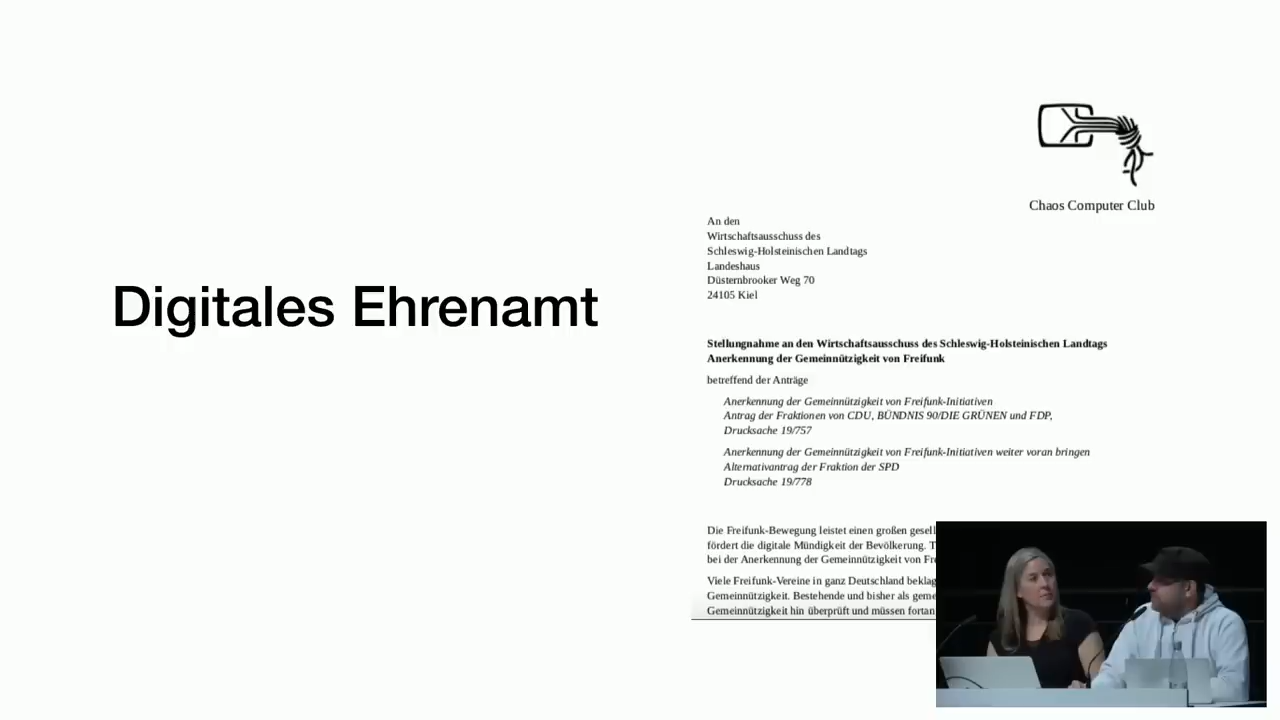 Digitales Ehrenamt
Chaos Computer Club
An den
Wirtschaftsausschuss des
Schleswig-Holsteinischen Landtags
Landeshaus
Düsternbrooker Weg 70
24105 Kiel
Stellungnahme an den Wirtschaftsausschuss des Schleswig-Holsteinischen Landtags
Anerkennung der Gemeinnützigkeit von Freifunk
betreffend der Anträge
Anerkennung der Gemeinnützigkeit von Freifunk-Initiativen
Antrag der Fraktionen von CDU, BÜNDNIS 90/DIE GRÜNEN und FDP,
Drucksache 19/757
Anerkennung der Gemeinnützigkeit von Freifunk-Initiativen weiter voran bringen
Alternativantrag der Fraktion der SPD
Drucksache 19/778
Die Freifunk-Bewegung leistet einen großen
fördert die digitale Mündigkeit der Bevölkerung.
bei der Anerkennung der Gemeinnützigkeit von
Viele Freifunk-Vereine in ganz Deutschland
Gemeinnützigkeit. Bestehende und bisher als
Gemeinnützigkeit hin überprüft und müssen fortan